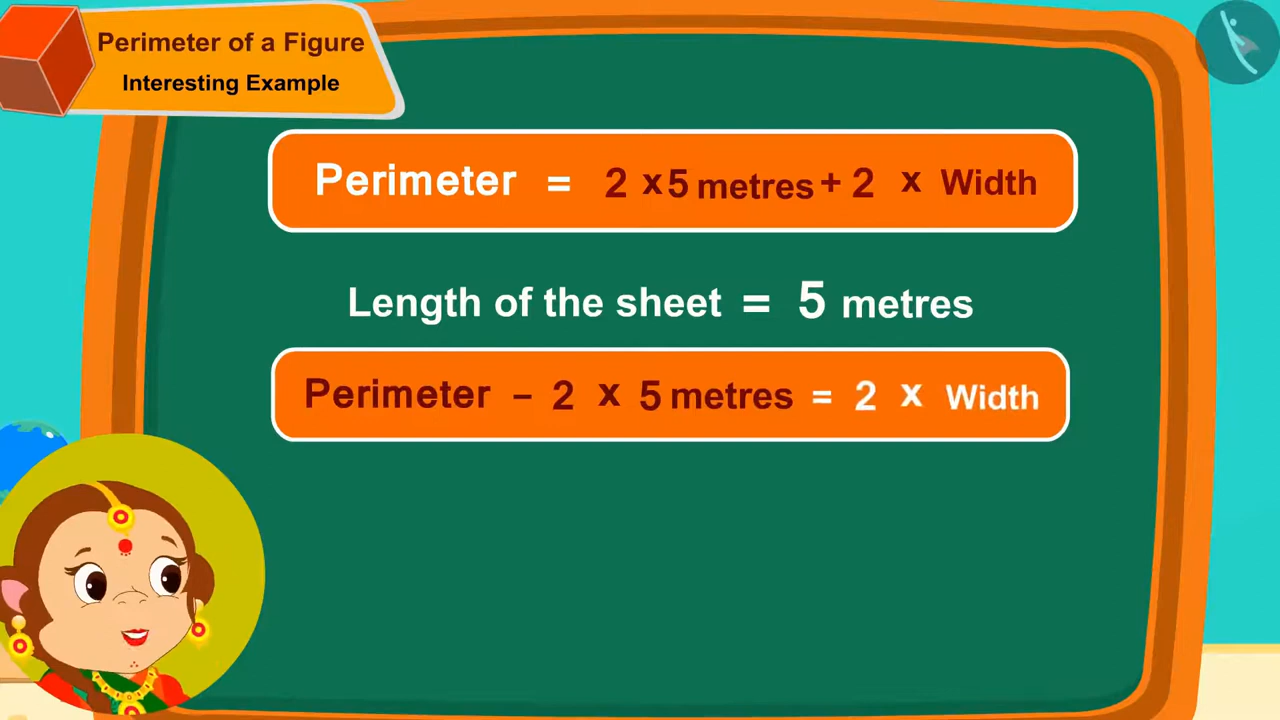 Perimeter of a Figure
Interesting Example
Perimeter = 2 x 5 metres + 2 x Width
Length of the sheet = 5 metres
Perimeter – 2 x 5 metres = 2 x Width